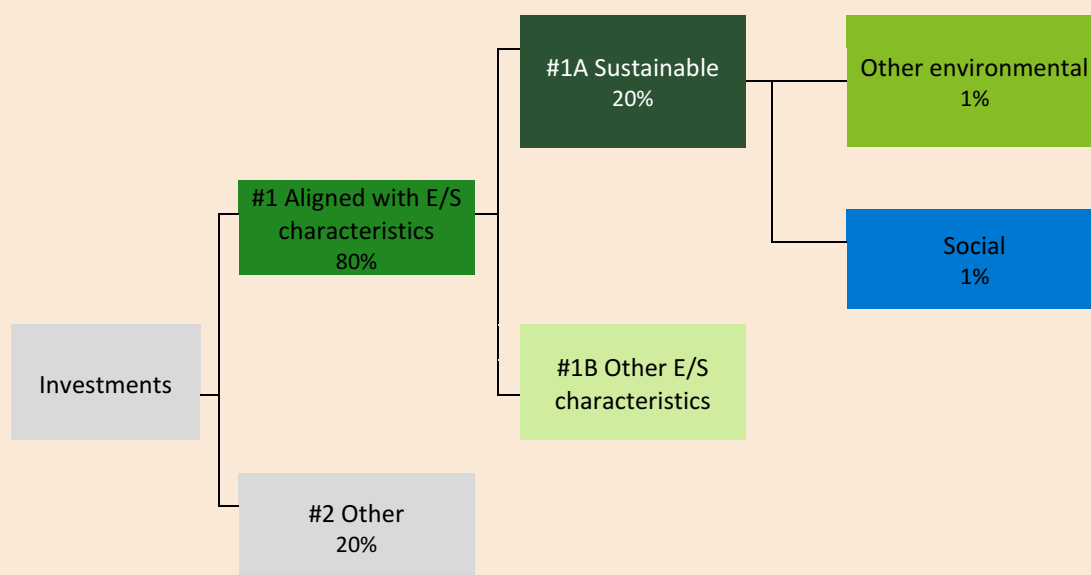 Investments
#1 Aligned with E/S
characteristics
80%
#2 Other
20%
#1A Sustainable
20%
#1B Other E/S
characteristics
Other environmental
1%
Social
1%